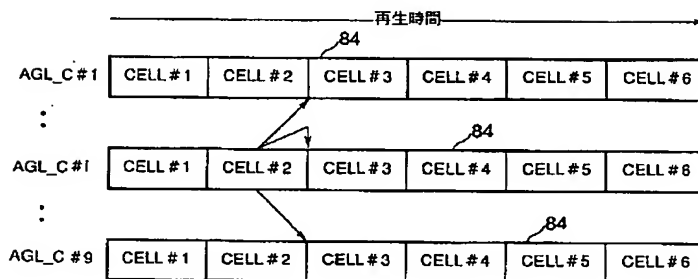 再生時間
84
AGL_C #1 CELL #1 CELL #2 CELL #3 CELL #4 CELL #5 CELL #6
84
AGL_C #i CELL #1 CELL #2 CELL #3 CELL #4 CELL #5 CELL #6
84
AGL_C #9 CELL #1 CELL #2 CELL #3 CELL #4 CELL #5 CELL #6